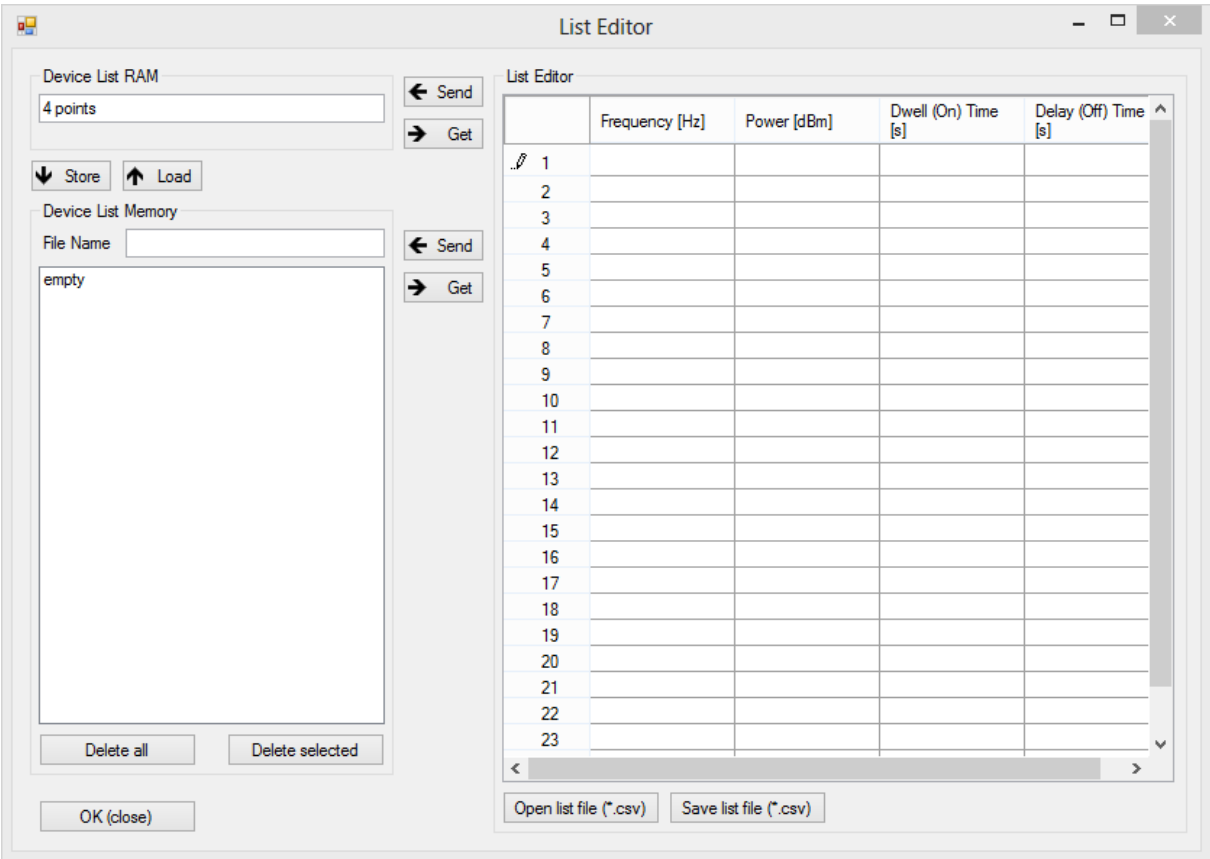 List Editor
Device List RAM
4 points
Send
Get
Store
Load
Device List Memory
File Name
Send
Get
empty
Delete all
Delete selected
OK (close)
List Editor
Frequency [Hz]
Power [dBm]
Dwell (On) Time
[s]
Delay (Off) Time
[s]
1
2
3
4
5
6
7
8
9
10
11
12
13
14
15
16
17
18
19
20
21
22
23
Open list file (*.csv)
Save list file (*.csv)